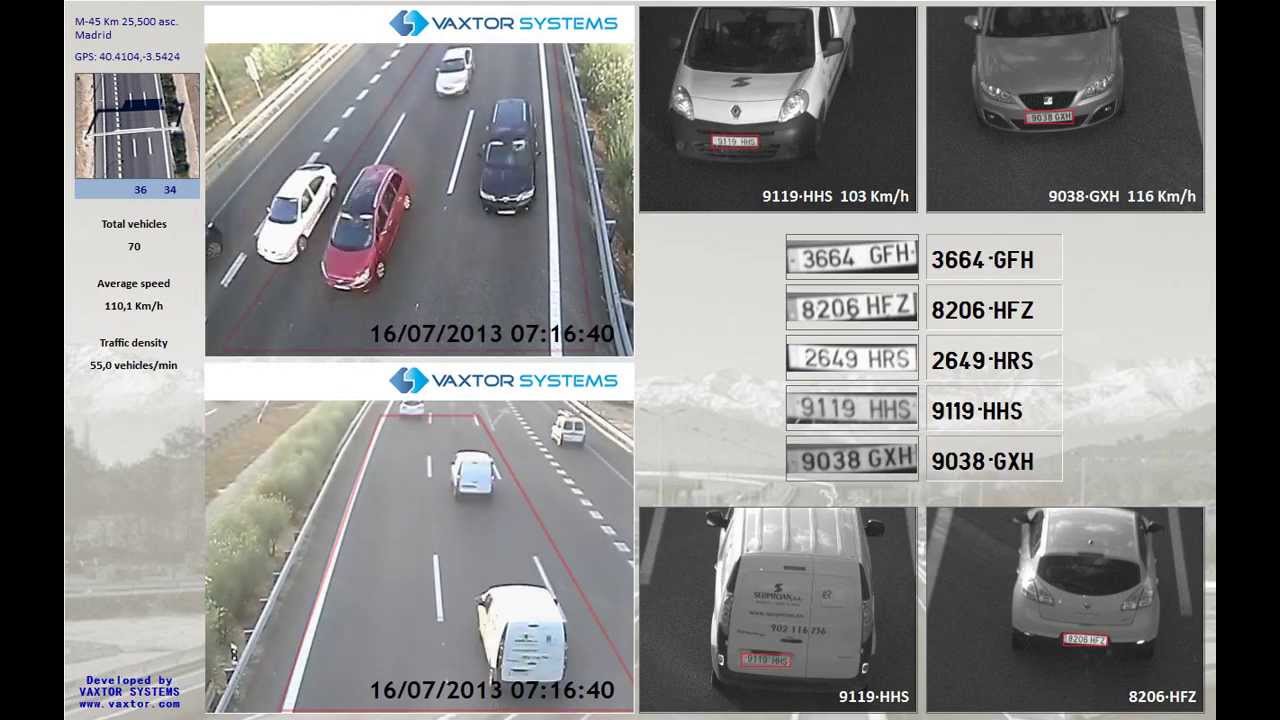 M-45 Km 25,500 asc.
Madrid
GPS: 40.4104,-3.5424
36 34
Total vehicles
70
Average speed
110,1 Km/h
Traffic density
55,0 vehicles/min
Developed by
VAXTOR SYSTEMS
www.vaxtor.com
VAXTOR SYSTEMS
16/07/2013 07:16:40
VAXTOR SYSTEMS
16/07/2013 07:16:40
9119 HHS
9119·HHS 103 Km/h
9038 GXH
9038·GXH 116 Km/h
3664 GFH
3664·GFH
8206 HFZ
8206·HFZ
2649 HRS
2649·HRS
9119 HHS
9119·HHS
9038 GXH
9038·GXH
902 116
9119 HHS
9119·HHS
8206 HFZ
8206·HFZ